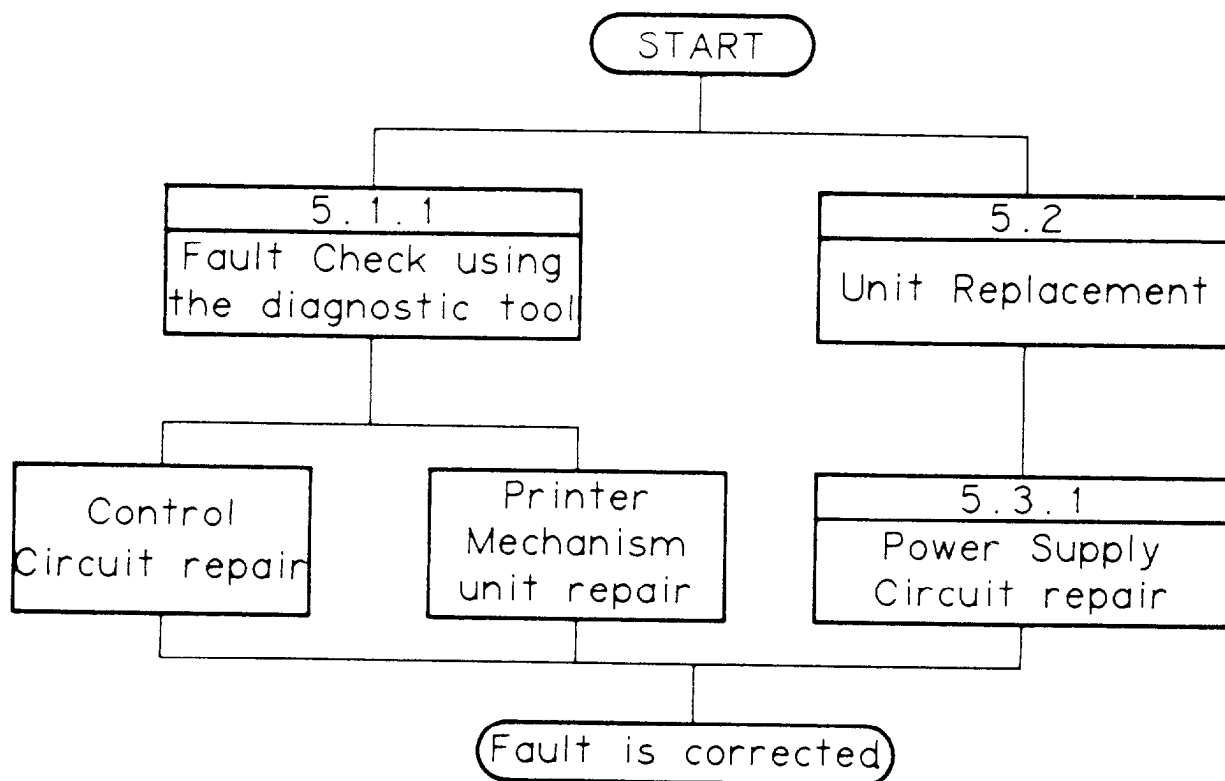 START
5.1.1
Fault Check using
the diagnostic tool
5.2
Unit Replacement
Control
Circuit repair
Printer
Mechanism
unit repair
5.3.1
Power Supply
Circuit repair
Fault is corrected